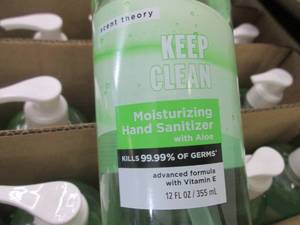 scent theory
KEEP
CLEAN
Moisturizing
Hand Sanitizer
with Aloe
KILLS 99.99% OF GERMS*
advanced formula
with Vitamin E
12 FL OZ / 355 mL